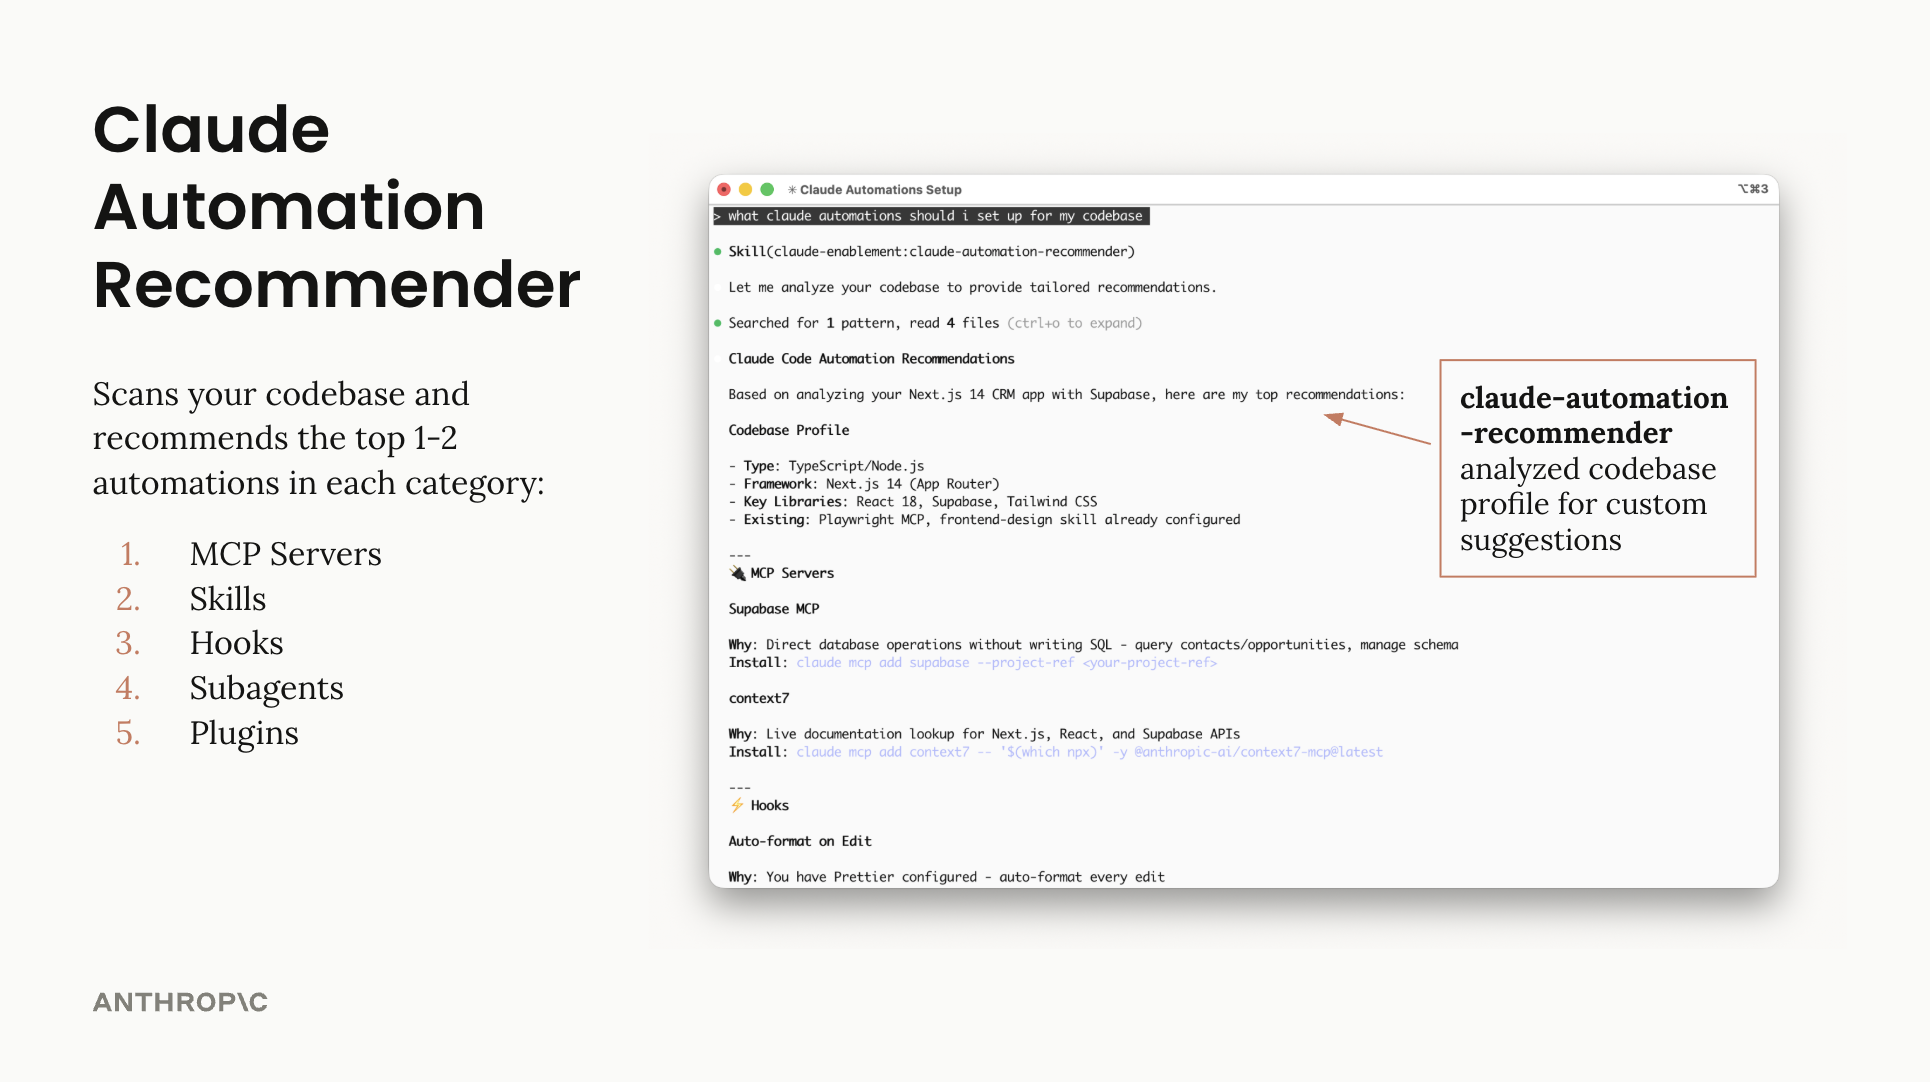 Claude
Automation
Recommender
Scans your codebase and
recommends the top 1-2
automations in each category:
1. MCP Servers
2. Skills
3. Hooks
4. Subagents
5. Plugins
✳ Claude Automations Setup ⌥⌘3
> what claude automations should i set up for my codebase
● Skill(claude-enablement:claude-automation-recommender)
Let me analyze your codebase to provide tailored recommendations.
● Searched for 1 pattern, read 4 files (ctrl+o to expand)
Claude Code Automation Recommendations
Based on analyzing your Next.js 14 CRM app with Supabase, here are my top recommendations:
Codebase Profile
- Type: TypeScript/Node.js
- Framework: Next.js 14 (App Router)
- Key Libraries: React 18, Supabase, Tailwind CSS
- Existing: Playwright MCP, frontend-design skill already configured
---
🔌 MCP Servers
Supabase MCP
Why: Direct database operations without writing SQL - query contacts/opportunities, manage schema
Install: claude mcp add supabase --project-ref <your-project-ref>
context7
Why: Live documentation lookup for Next.js, React, and Supabase APIs
Install: claude mcp add context7 -- '$(which npx)' -y @anthropic-ai/context7-mcp@latest
---
⚡ Hooks
Auto-format on Edit
Why: You have Prettier configured - auto-format every edit
claude-automation
-recommender
analyzed codebase
profile for custom
suggestions
ANTHROP\C